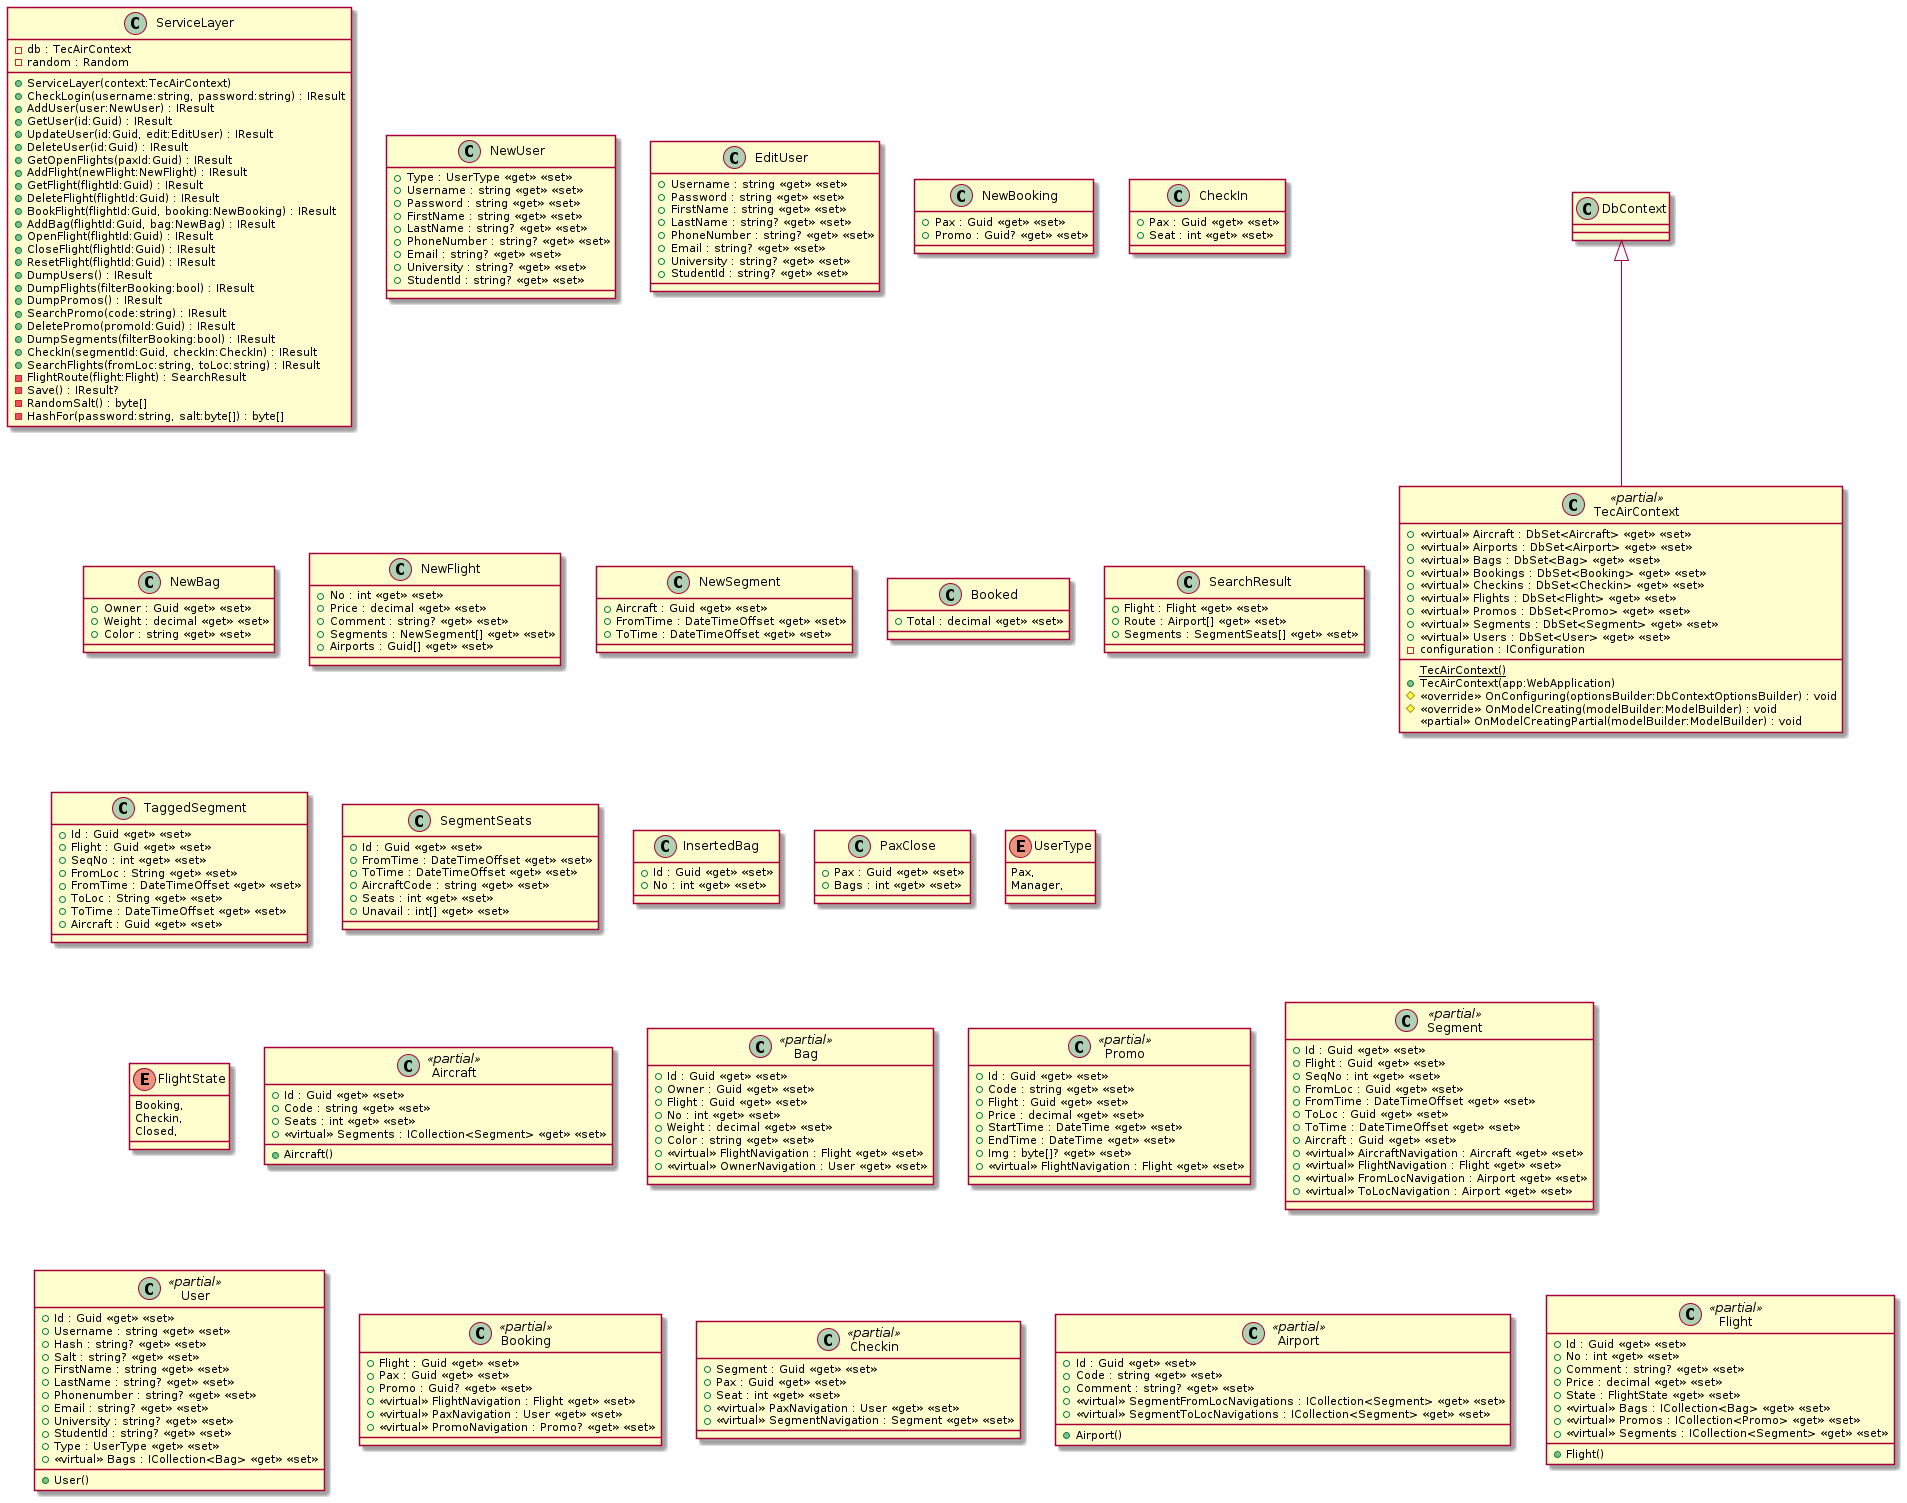 C ServiceLayer
db : TecAirContext
random : Random
ServiceLayer(context:TecAirContext)
CheckLogin(username:string, password:string) : IResult
AddUser(user:NewUser) : IResult
GetUser(id:Guid) : IResult
UpdateUser(id:Guid, edit:EditUser) : IResult
DeleteUser(id:Guid) : IResult
GetOpenFlights(paxId:Guid) : IResult
AddFlight(newFlight:NewFlight) : IResult
GetFlight(flightId:Guid) : IResult
DeleteFlight(flightId:Guid) : IResult
BookFlight(flightId:Guid, booking:NewBooking) : IResult
AddBag(flightId:Guid, bag:NewBag) : IResult
OpenFlight(flightId:Guid) : IResult
CloseFlight(flightId:Guid) : IResult
ResetFlight(flightId:Guid) : IResult
DumpUsers() : IResult
DumpFlights(filterBooking:bool) : IResult
DumpPromos() : IResult
SearchPromo(code:string) : IResult
DeletePromo(promoId:Guid) : IResult
DumpSegments(filterBooking:bool) : IResult
CheckIn(segmentId:Guid, checkIn:CheckIn) : IResult
SearchFlights(fromLoc:string, toLoc:string) : IResult
FlightRoute(flight:Flight) : SearchResult
Save() : IResult?
RandomSalt() : byte[]
HashFor(password:string, salt:byte[]) : byte[]
C NewUser
Type : UserType «get» «set»
Username : string «get» «set»
Password : string «get» «set»
FirstName : string «get» «set»
LastName : string? «get» «set»
PhoneNumber : string? «get» «set»
Email : string? «get» «set»
University : string? «get» «set»
StudentId : string? «get» «set»
C EditUser
Username : string «get» «set»
Password : string «get» «set»
FirstName : string «get» «set»
LastName : string? «get» «set»
PhoneNumber : string? «get» «set»
Email : string? «get» «set»
University : string? «get» «set»
StudentId : string? «get» «set»
C NewBooking
Pax : Guid «get» «set»
Promo : Guid? «get» «set»
C CheckIn
Pax : Guid «get» «set»
Seat : int «get» «set»
C DbContext
C NewBag
Owner : Guid «get» «set»
Weight : decimal «get» «set»
Color : string «get» «set»
C NewFlight
No : int «get» «set»
Price : decimal «get» «set»
Comment : string? «get» «set»
Segments : NewSegment[] «get» «set»
Airports : Guid[] «get» «set»
C NewSegment
Aircraft : Guid «get» «set»
FromTime : DateTimeOffset «get» «set»
ToTime : DateTimeOffset «get» «set»
C Booked
Total : decimal «get» «set»
C SearchResult
Flight : Flight «get» «set»
Route : Airport[] «get» «set»
Segments : SegmentSeats[] «get» «set»
«partial»
C TecAirContext
«virtual» Aircraft : DbSet<Aircraft> «get» «set»
«virtual» Airports : DbSet<Airport> «get» «set»
«virtual» Bags : DbSet<Bag> «get» «set»
«virtual» Bookings : DbSet<Booking> «get» «set»
«virtual» Checkins : DbSet<Checkin> «get» «set»
«virtual» Flights : DbSet<Flight> «get» «set»
«virtual» Promos : DbSet<Promo> «get» «set»
«virtual» Segments : DbSet<Segment> «get» «set»
«virtual» Users : DbSet<User> «get» «set»
configuration : IConfiguration
TecAirContext()
TecAirContext(app:WebApplication)
«override» OnConfiguring(optionsBuilder:DbContextOptionsBuilder) : void
«override» OnModelCreating(modelBuilder:ModelBuilder) : void
«partial» OnModelCreatingPartial(modelBuilder:ModelBuilder) : void
C TaggedSegment
Id : Guid «get» «set»
Flight : Guid «get» «set»
SeqNo : int «get» «set»
FromLoc : String «get» «set»
FromTime : DateTimeOffset «get» «set»
ToLoc : String «get» «set»
ToTime : DateTimeOffset «get» «set»
Aircraft : Guid «get» «set»
C SegmentSeats
Id : Guid «get» «set»
FromTime : DateTimeOffset «get» «set»
ToTime : DateTimeOffset «get» «set»
AircraftCode : string «get» «set»
Seats : int «get» «set»
Unavail : int[] «get» «set»
C InsertedBag
Id : Guid «get» «set»
No : int «get» «set»
C PaxClose
Pax : Guid «get» «set»
Bags : int «get» «set»
E UserType
Pax,
Manager,
E FlightState
Booking,
Checkin,
Closed,
«partial»
C Aircraft
Id : Guid «get» «set»
Code : string «get» «set»
Seats : int «get» «set»
«virtual» Segments : ICollection<Segment> «get» «set»
Aircraft()
«partial»
C Bag
Id : Guid «get» «set»
Owner : Guid «get» «set»
Flight : Guid «get» «set»
No : int «get» «set»
Weight : decimal «get» «set»
Color : string «get» «set»
«virtual» FlightNavigation : Flight «get» «set»
«virtual» OwnerNavigation : User «get» «set»
«partial»
C Promo
Id : Guid «get» «set»
Code : string «get» «set»
Flight : Guid «get» «set»
Price : decimal «get» «set»
StartTime : DateTime «get» «set»
EndTime : DateTime «get» «set»
Img : byte[]? «get» «set»
«virtual» FlightNavigation : Flight «get» «set»
«partial»
C Segment
Id : Guid «get» «set»
Flight : Guid «get» «set»
SeqNo : int «get» «set»
FromLoc : Guid «get» «set»
FromTime : DateTimeOffset «get» «set»
ToLoc : Guid «get» «set»
ToTime : DateTimeOffset «get» «set»
Aircraft : Guid «get» «set»
«virtual» AircraftNavigation : Aircraft «get» «set»
«virtual» FlightNavigation : Flight «get» «set»
«virtual» FromLocNavigation : Airport «get» «set»
«virtual» ToLocNavigation : Airport «get» «set»
«partial»
C User
Id : Guid «get» «set»
Username : string «get» «set»
Hash : string? «get» «set»
Salt : string? «get» «set»
FirstName : string «get» «set»
LastName : string? «get» «set»
Phonenumber : string? «get» «set»
Email : string? «get» «set»
University : string? «get» «set»
StudentId : string? «get» «set»
Type : UserType «get» «set»
«virtual» Bags : ICollection<Bag> «get» «set»
User()
«partial»
C Booking
Flight : Guid «get» «set»
Pax : Guid «get» «set»
Promo : Guid? «get» «set»
«virtual» FlightNavigation : Flight «get» «set»
«virtual» PaxNavigation : User «get» «set»
«virtual» PromoNavigation : Promo? «get» «set»
«partial»
C Checkin
Segment : Guid «get» «set»
Pax : Guid «get» «set»
Seat : int «get» «set»
«virtual» PaxNavigation : User «get» «set»
«virtual» SegmentNavigation : Segment «get» «set»
«partial»
C Airport
Id : Guid «get» «set»
Code : string «get» «set»
Comment : string? «get» «set»
«virtual» SegmentFromLocNavigations : ICollection<Segment> «get» «set»
«virtual» SegmentToLocNavigations : ICollection<Segment> «get» «set»
Airport()
«partial»
C Flight
Id : Guid «get» «set»
No : int «get» «set»
Comment : string? «get» «set»
Price : decimal «get» «set»
State : FlightState «get» «set»
«virtual» Bags : ICollection<Bag> «get» «set»
«virtual» Promos : ICollection<Promo> «get» «set»
«virtual» Segments : ICollection<Segment> «get» «set»
Flight()